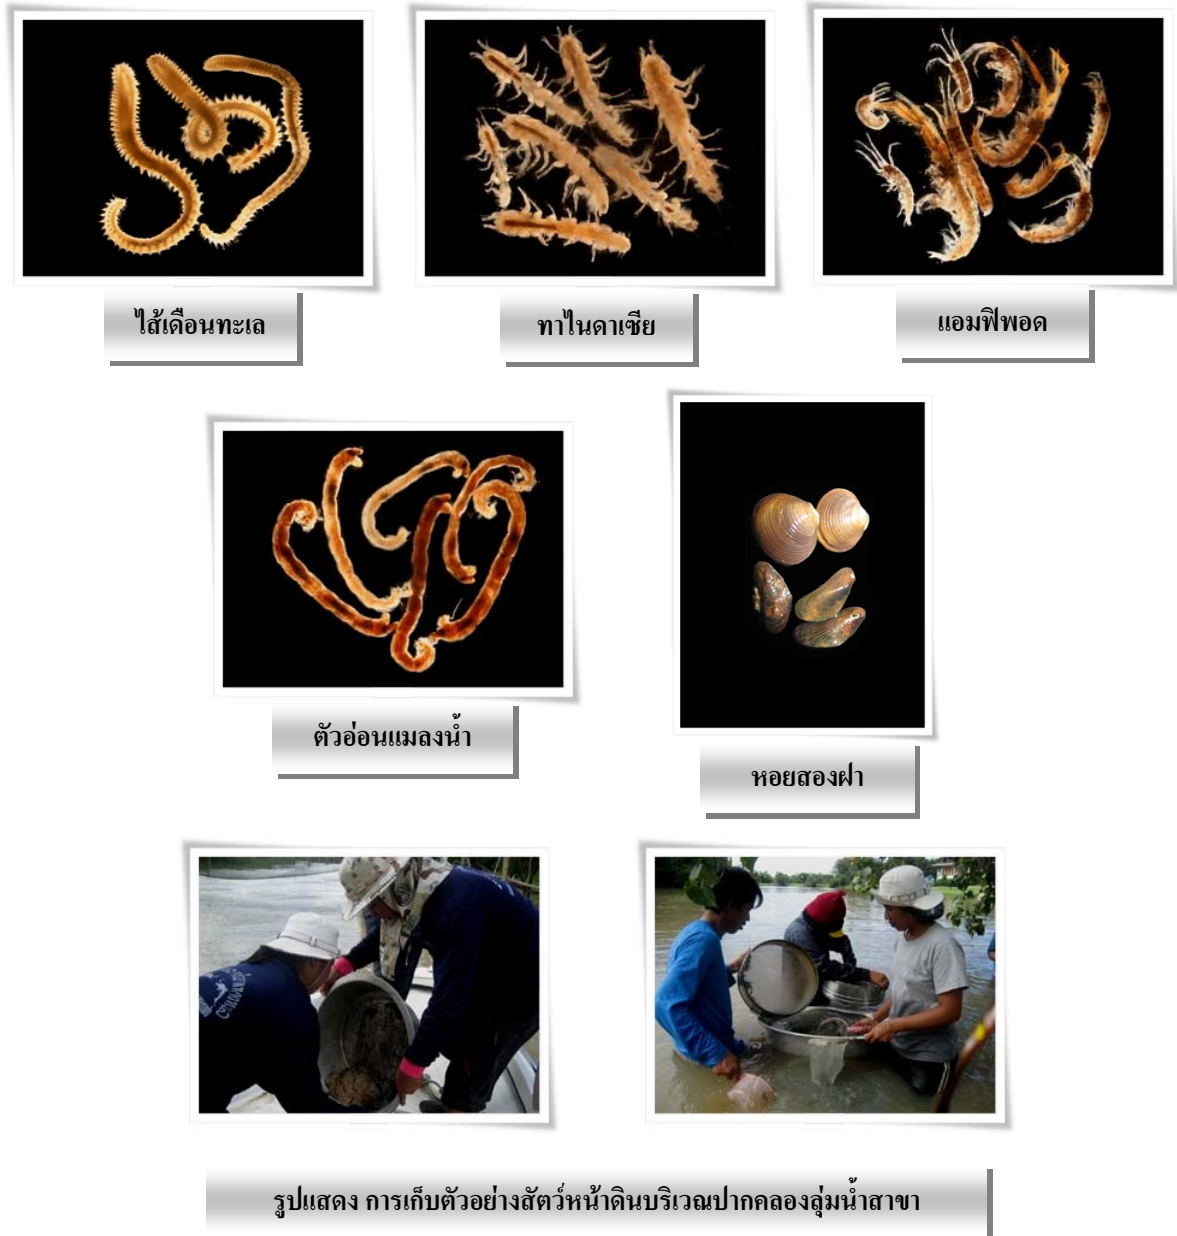 ไส้เดือนทะเล
ทาไนดาเซีย
แอมฟิพอด
ตัวอ่อนแมลงน้ำ
หอยสองฝา
รูปแสดง การเก็บตัวอย่างสัตว์หน้าดินบริเวณปากคลองลุ่มน้ำสาขา